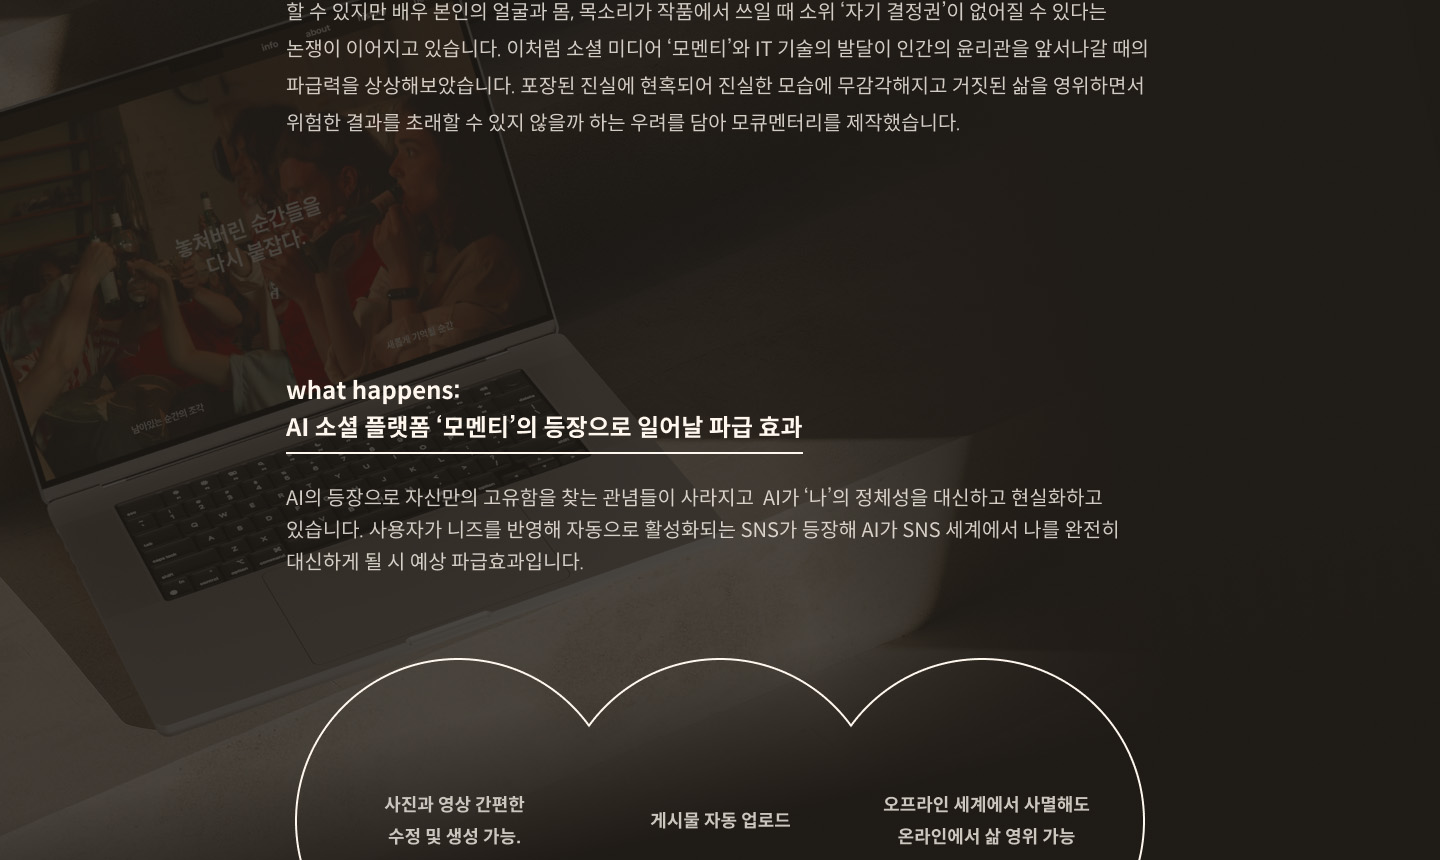 할 수 있지만 배우 본인의 얼굴과 몸, 목소리가 작품에서 쓰일 때 소위 ‘자기 결정권’이 없어질 수 있다는
info about
논쟁이 이어지고 있습니다. 이처럼 소셜 미디어 ‘모멘티’와 IT 기술의 발달이 인간의 윤리관을 앞서나갈 때의
파급력을 상상해보았습니다. 포장된 진실에 현혹되어 진실한 모습에 무감각해지고 거짓된 삶을 영위하면서
위험한 결과를 초래할 수 있지 않을까 하는 우려를 담아 모큐멘터리를 제작했습니다.
놓쳐버린 순간들을
다시 붙잡다.
what happens:
AI 소셜 플랫폼 ‘모멘티’의 등장으로 일어날 파급 효과
AI의 등장으로 자신만의 고유함을 찾는 관념들이 사라지고  AI가 ‘나’의 정체성을 대신하고 현실화하고
있습니다. 사용자가 니즈를 반영해 자동으로 활성화되는 SNS가 등장해 AI가 SNS 세계에서 나를 완전히
대신하게 될 시 예상 파급효과입니다.
사진과 영상 간편한
수정 및 생성 가능.
게시물 자동 업로드
오프라인 세계에서 사멸해도
온라인에서 삶 영위 가능